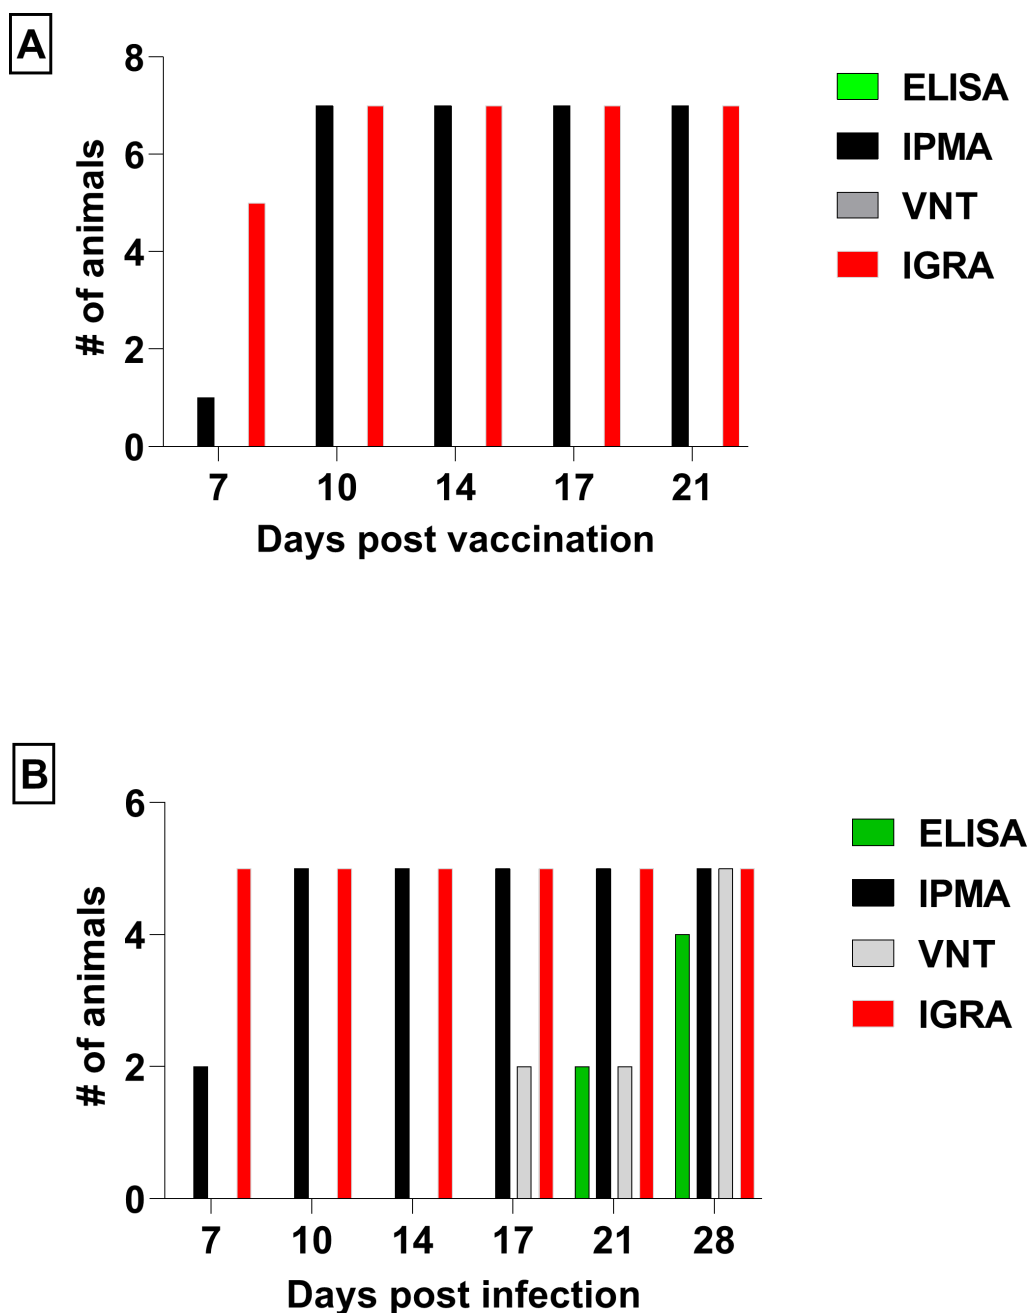 A
8
6
4
2
0
# of animals
7 10 14 17 21
Days post vaccination
ELISA
IPMA
VNT
IGRA
B
6
4
2
0
# of animals
7 10 14 17 21 28
Days post infection
ELISA
IPMA
VNT
IGRA